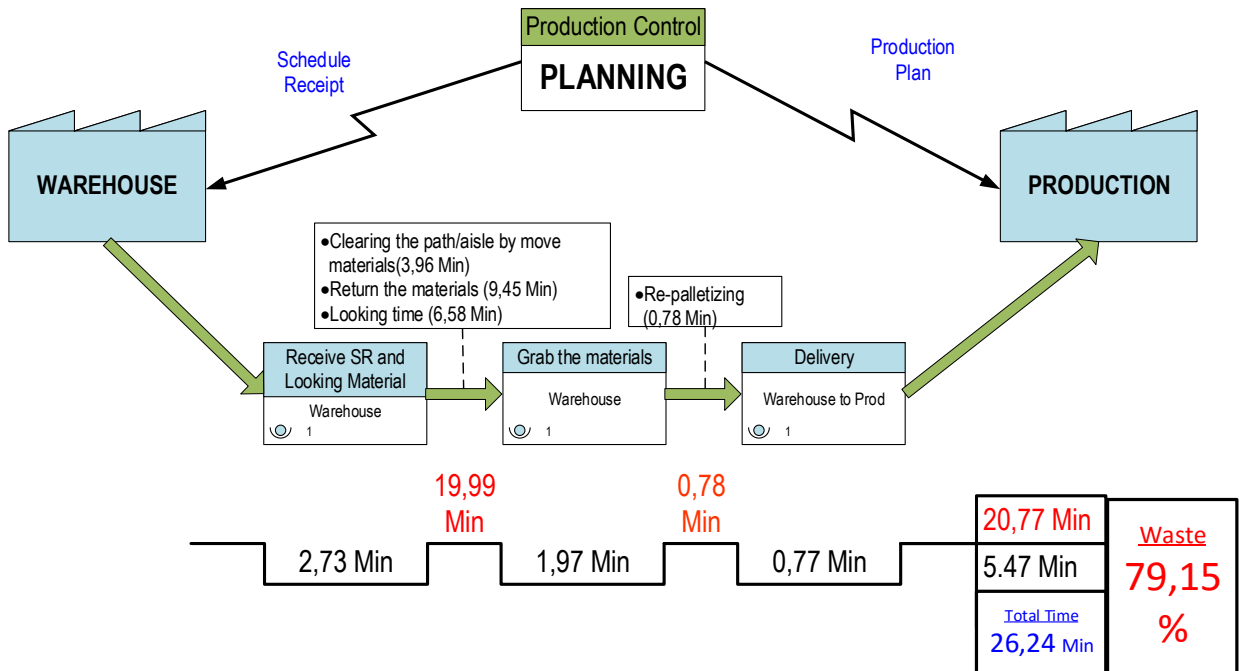 Production Control
PLANNING
Schedule
Receipt
Production
Plan
WAREHOUSE
PRODUCTION
•Clearing the path/aisle by move
materials(3,96 Min)
•Return the materials (9,45 Min)
•Looking time (6,58 Min)
•Re-palletizing
(0,78 Min)
Receive SR and
Looking Material
Warehouse
1
Grab the materials
Warehouse
1
Delivery
Warehouse to Prod
1
19,99
Min
0,78
Min
2,73 Min
1,97 Min
0,77 Min
20,77 Min
5.47 Min
Total Time
26,24 Min
Waste
79,15
%